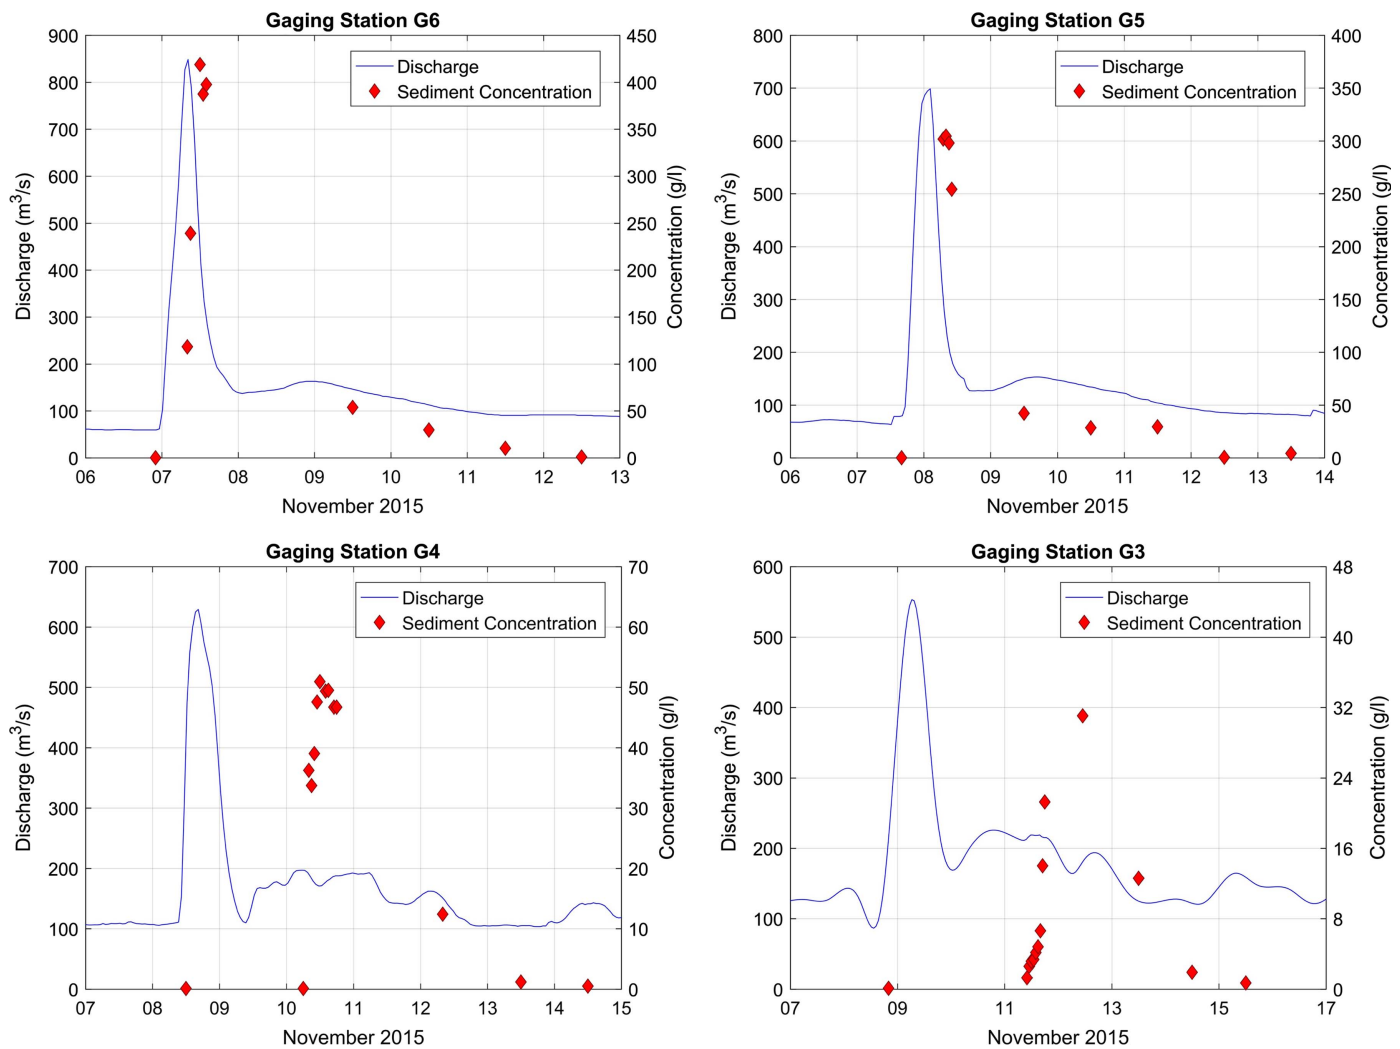 Gaging Station G6
900
800
700
600
500
400
300
200
100
0
Discharge (m³/s)
450
400
350
300
250
200
150
100
50
0
Concentration (g/l)
Discharge
Sediment Concentration
06 07 08 09 10 11 12 13
November 2015
Gaging Station G5
800
700
600
500
400
300
200
100
0
Discharge (m³/s)
400
350
300
250
200
150
100
50
0
Concentration (g/l)
Discharge
Sediment Concentration
06 07 08 09 10 11 12 13 14
November 2015
Gaging Station G4
700
600
500
400
300
200
100
0
Discharge (m³/s)
70
60
50
40
30
20
10
0
Concentration (g/l)
Discharge
Sediment Concentration
07 08 09 10 11 12 13 14 15
November 2015
Gaging Station G3
600
500
400
300
200
100
0
Discharge (m³/s)
48
40
32
24
16
8
0
Concentration (g/l)
Discharge
Sediment Concentration
07 09 11 13 15 17
November 2015